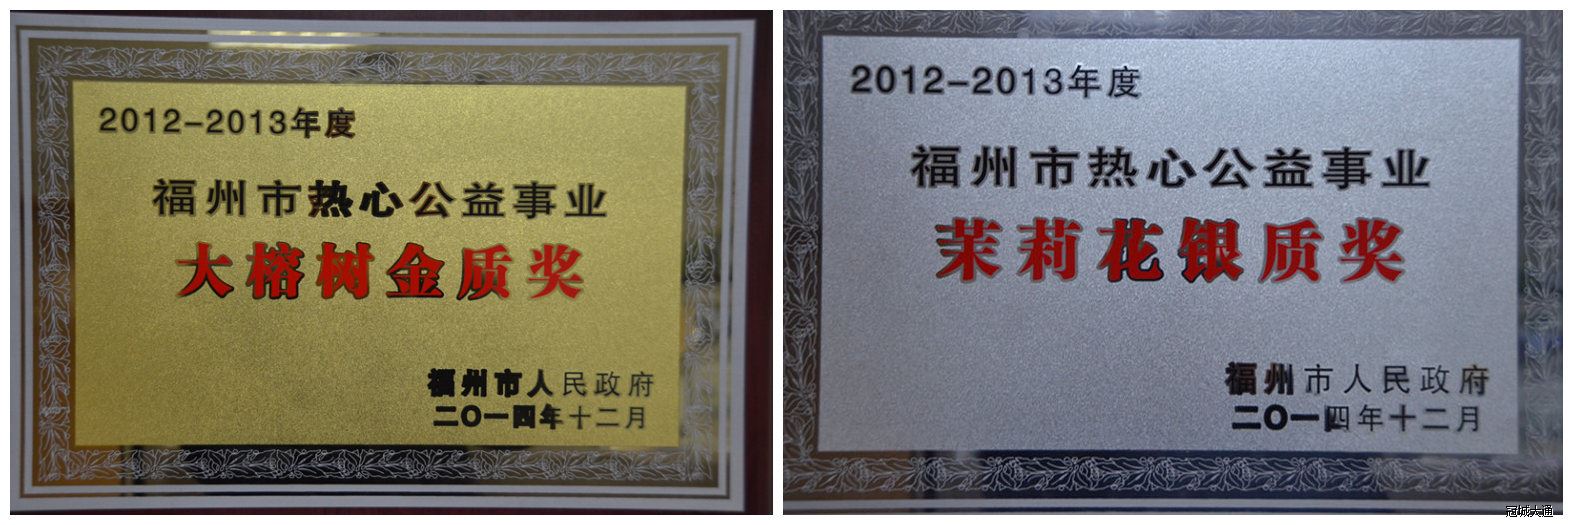 2012-2013年度
福州市热心公益事业
大榕树金质奖
福州市人民政府
二〇一四年十二月
2012-2013年度
福州市热心公益事业
茉莉花银质奖
福州市人民政府
二〇一四年十二月
冠城大通